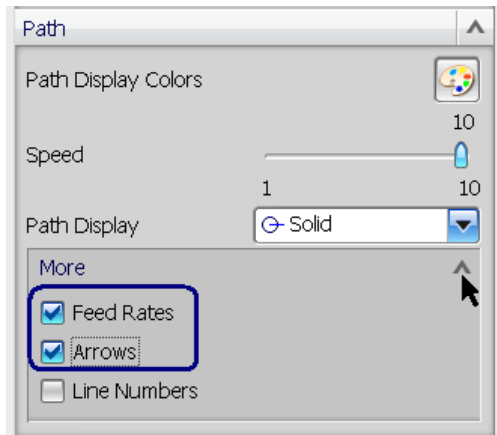 Path
Path Display Colors
10
Speed
1 10
Path Display Solid
More
Feed Rates
Arrows
Line Numbers